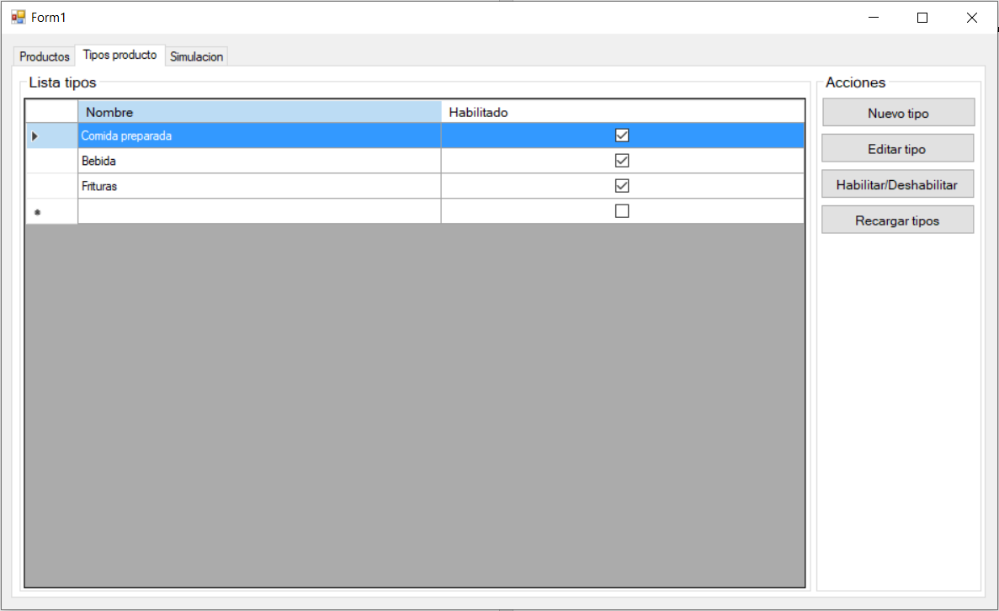 Form1
Productos Tipos producto Simulacion
Lista tipos
Nombre Habilitado
Comida preparada
Bebida
Frituras
Acciones
Nuevo tipo
Editar tipo
Habilitar/Deshabilitar
Recargar tipos